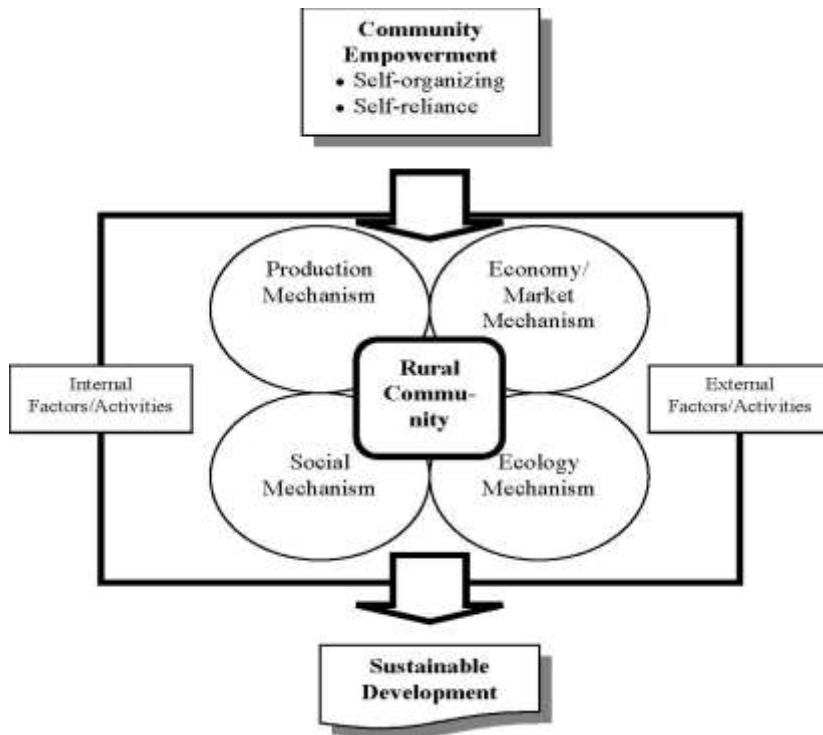 Community
Empowerment
• Self-organizing
• Self-reliance
Production
Mechanism
Economy/
Market
Mechanism
Internal
Factors/Activities
Rural
Commu-
nity
External
Factors/Activities
Social
Mechanism
Ecology
Mechanism
Sustainable
Development